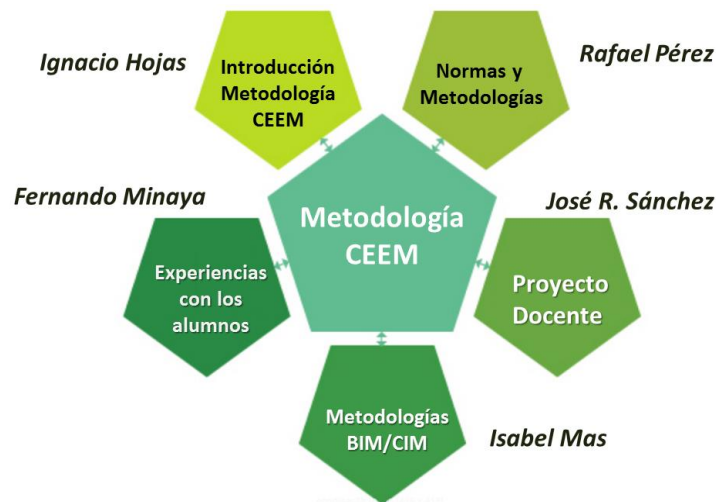 Ignacio Hojas
Introducción
Metodología
CEEM
Normas y
Metodologías
Rafael Pérez
Fernando Minaya
Metodología
CEEM
José R. Sánchez
Experiencias
con los
alumnos
Proyecto
Docente
Metodologías
BIM/CIM
Isabel Mas